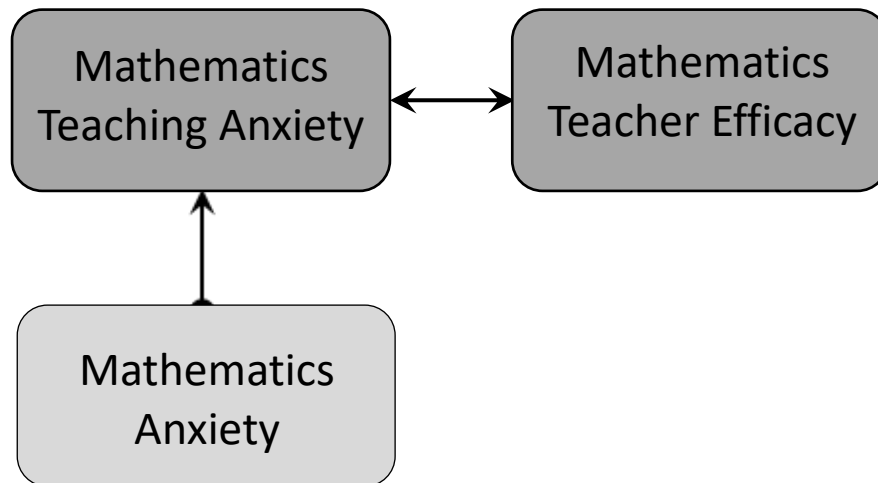 Mathematics
Teaching Anxiety
Mathematics
Teacher Efficacy
Mathematics
Anxiety